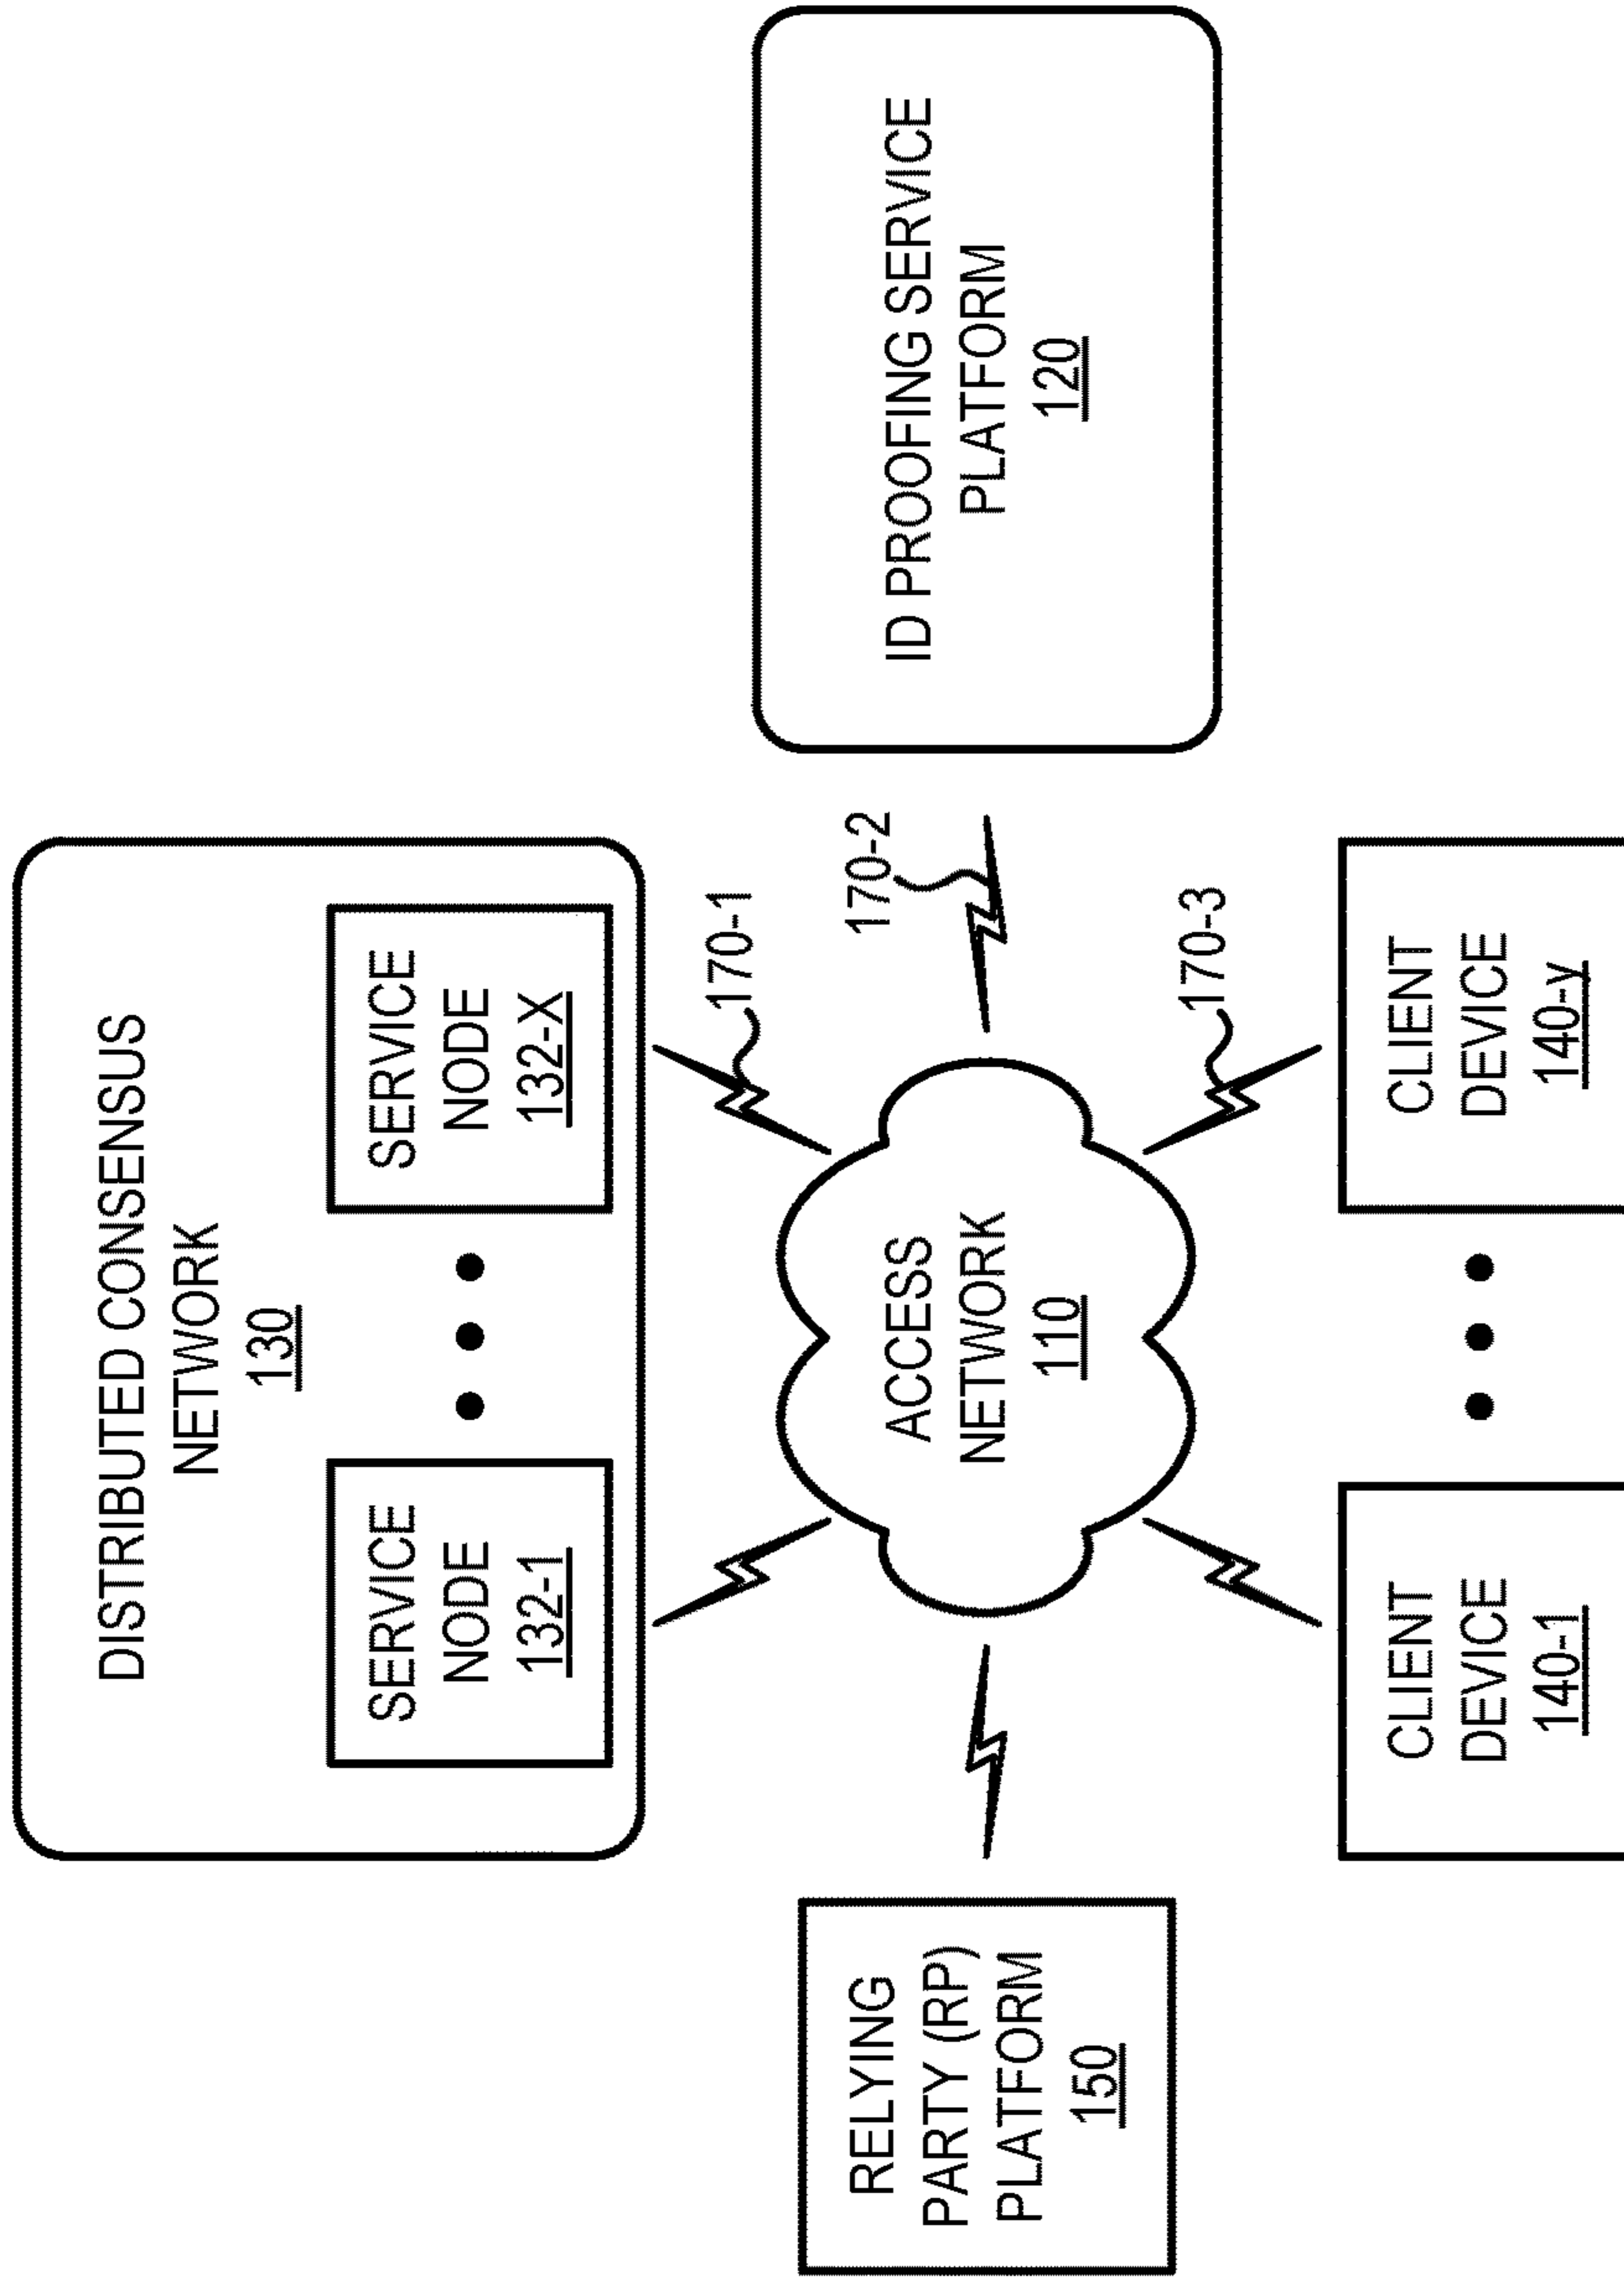 DISTRIBUTED CONSENSUS
NETWORK
130
SERVICE
NODE
132-1
SERVICE
NODE
132-X
170-1
170-2
RELYING
PARTY (RP)
PLATFORM
150
ACCESS
NETWORK
110
ID PROOFING SERVICE
PLATFORM
120
170-3
CLIENT
DEVICE
140-1
CLIENT
DEVICE
140-y